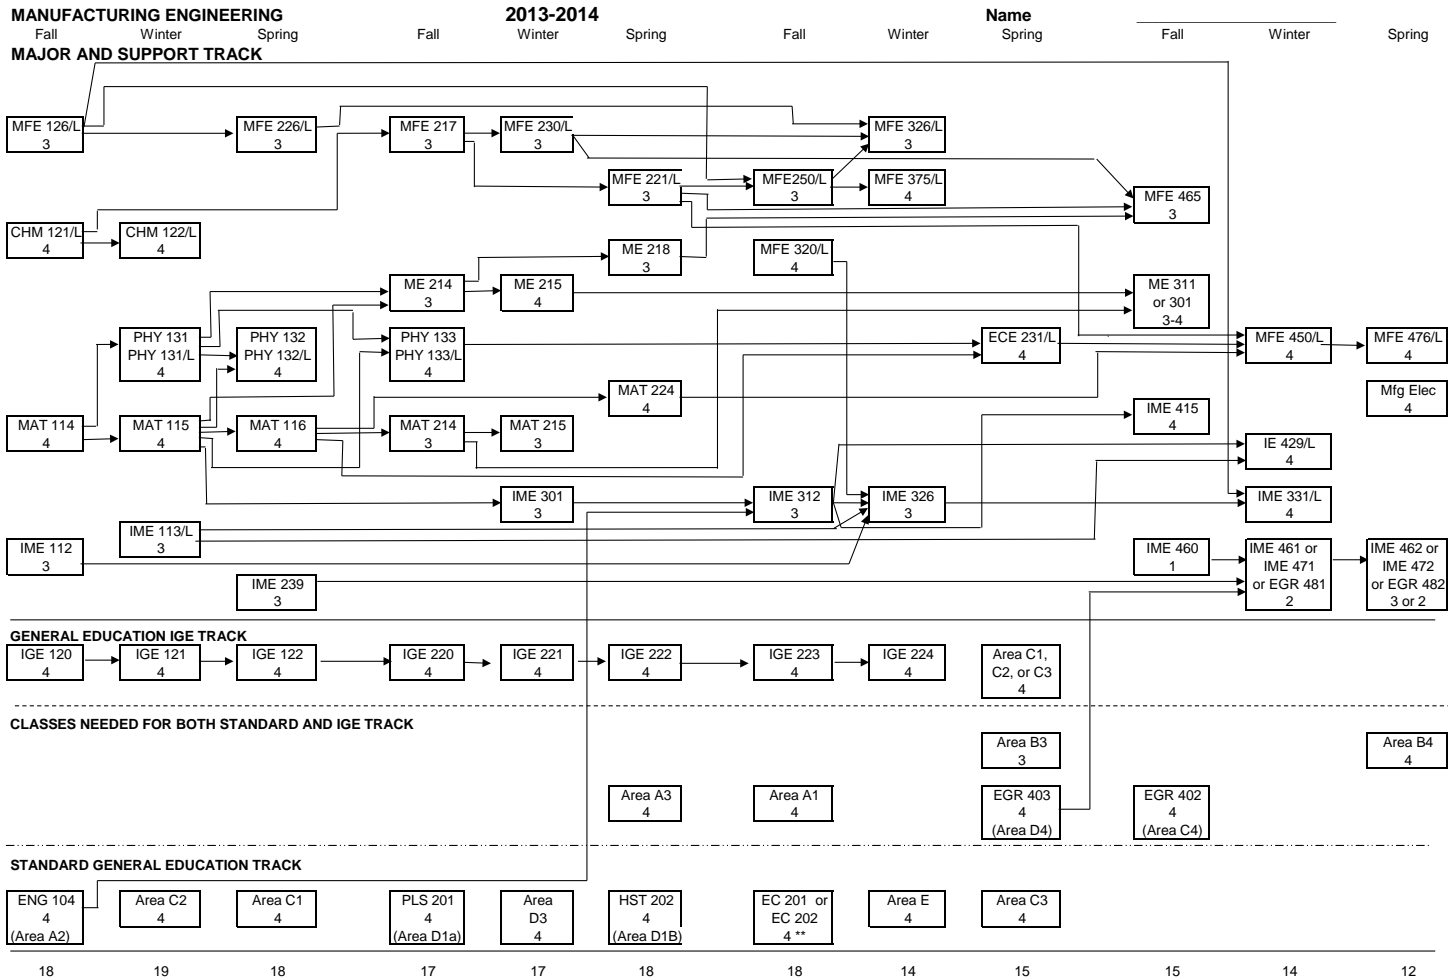 MANUFACTURING ENGINEERING 2013-2014 Name
Fall Winter Spring Fall Winter Spring Fall Winter Spring Fall Winter Spring
MAJOR AND SUPPORT TRACK
MFE 126/L
3
MFE 226/L
3
MFE 217
3
MFE 230/L
3
MFE 326/L
3
MFE 221/L
3
MFE250/L
3
MFE 375/L
4
MFE 465
3
CHM 121/L
4
CHM 122/L
4
ME 218
3
MFE 320/L
4
ME 214
3
ME 215
4
ME 311
or 301
3-4
PHY 131
PHY 131/L
4
PHY 132
PHY 132/L
4
PHY 133
PHY 133/L
4
ECE 231/L
4
MFE 450/L
4
MFE 476/L
4
MAT 224
4
Mfg Elec
4
MAT 114
4
MAT 115
4
MAT 116
4
MAT 214
3
MAT 215
3
IME 415
4
IE 429/L
4
IME 301
3
IME 312
3
IME 326
3
IME 331/L
4
IME 112
3
IME 113/L
3
IME 239
3
IME 460
1
IME 461 or
IME 471
or EGR 481
2
IME 462 or
IME 472
or EGR 482
3 or 2
GENERAL EDUCATION IGE TRACK
IGE 120
4
IGE 121
4
IGE 122
4
IGE 220
4
IGE 221
4
IGE 222
4
IGE 223
4
IGE 224
4
Area C1,
C2, or C3
4
CLASSES NEEDED FOR BOTH STANDARD AND IGE TRACK
Area B3
3
Area B4
4
Area A3
4
Area A1
4
EGR 403
4
(Area D4)
EGR 402
4
(Area C4)
STANDARD GENERAL EDUCATION TRACK
ENG 104
4
(Area A2)
Area C2
4
Area C1
4
PLS 201
4
(Area D1a)
Area
D3
4
HST 202
4
(Area D1B)
EC 201 or
EC 202
4 **
Area E
4
Area C3
4
18 19 18 17 17 18 18 14 15 15 14 12